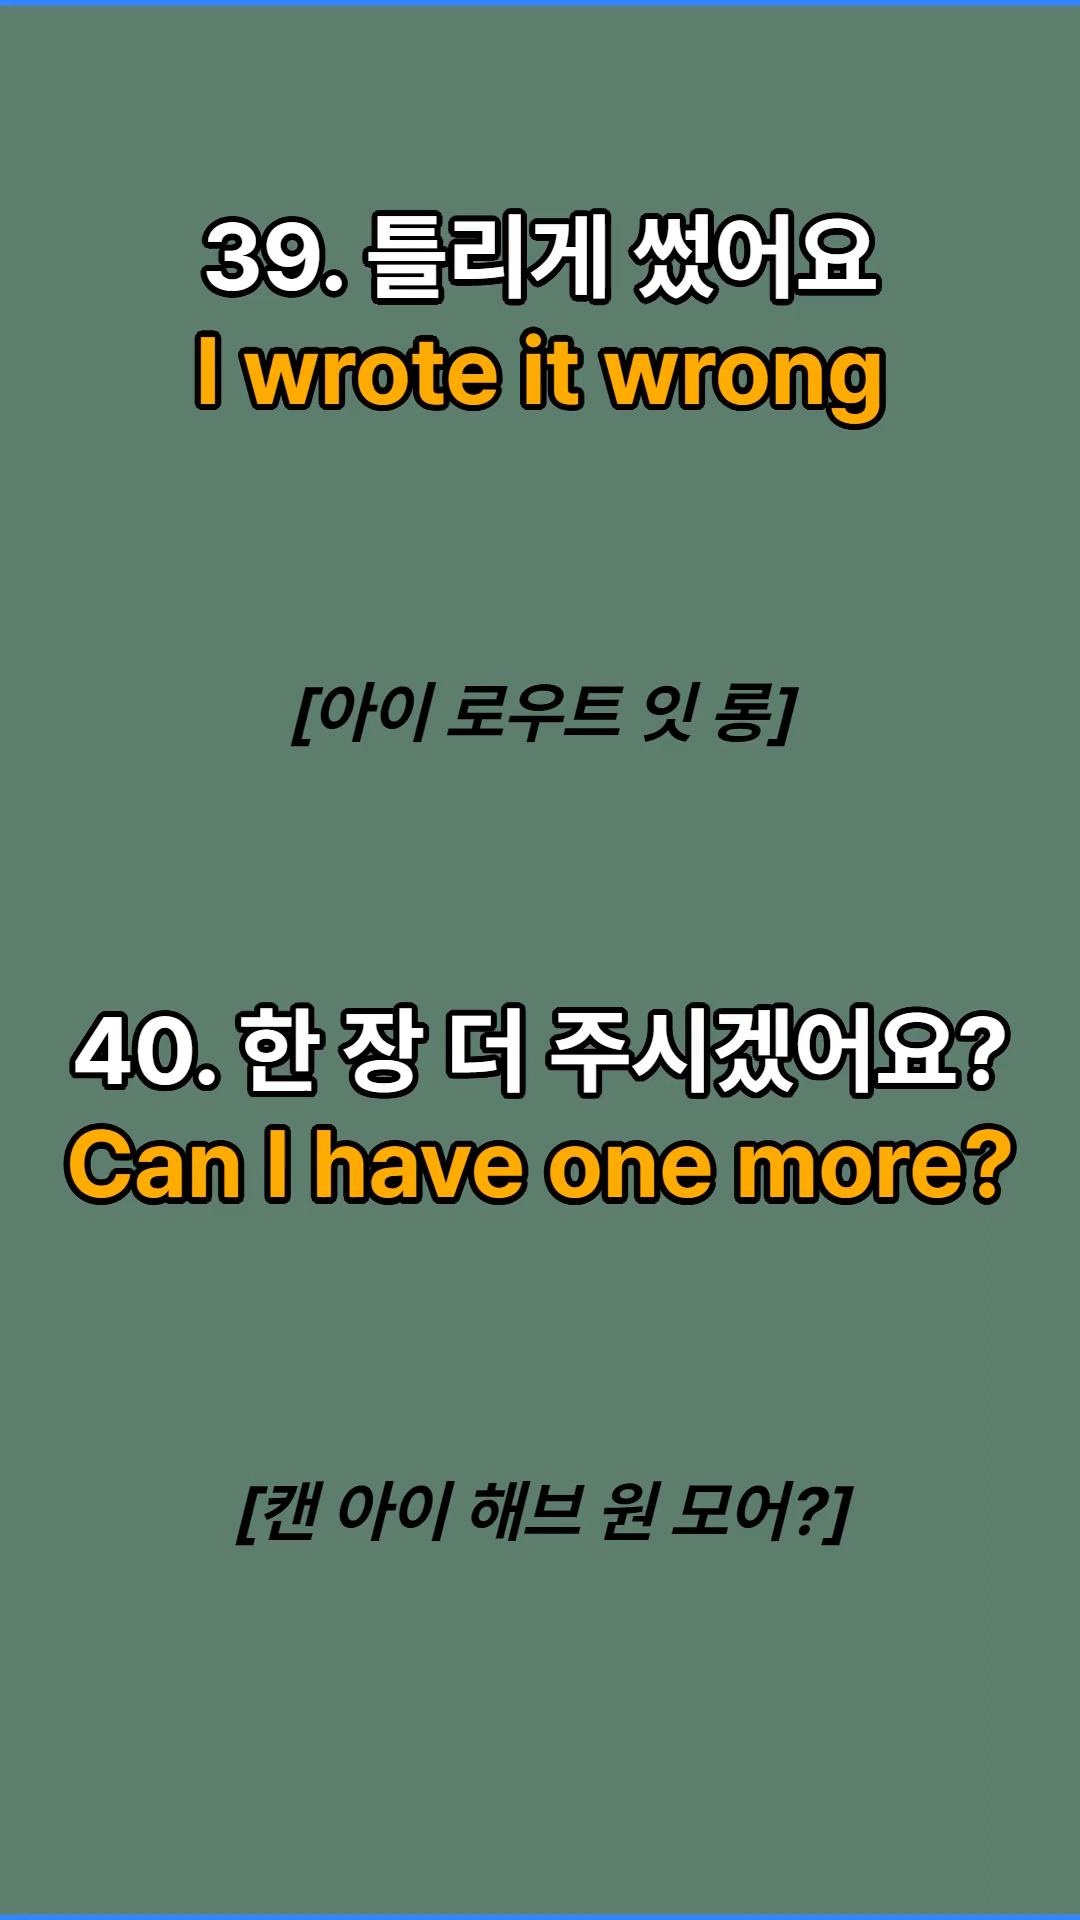 39. 틀리게 썼어요
I wrote it wrong
[아이 로우트 잇 롱]
40. 한 장 더 주시겠어요?
Can I have one more?
[캔 아이 해브 원 모어?]